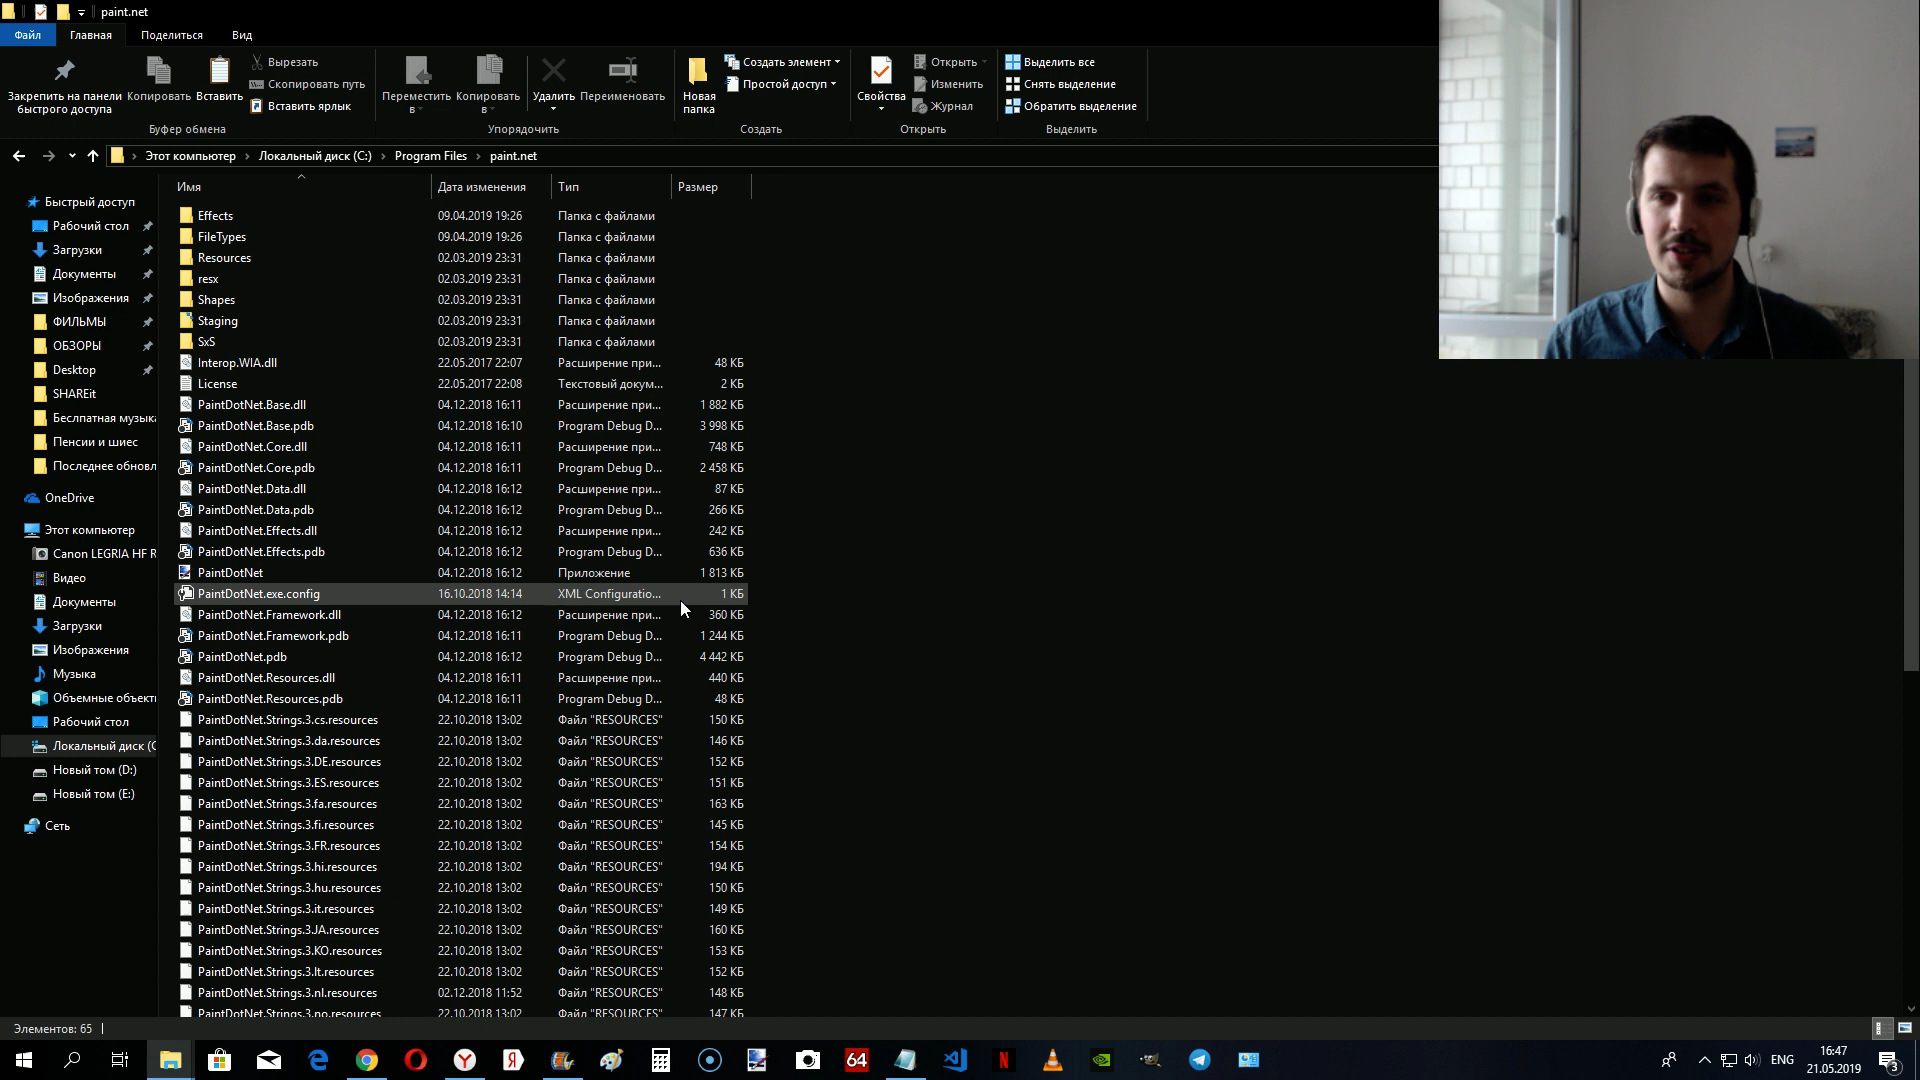 paint.net
Файл Главная Поделиться Вид
Закрепить на панели быстрого доступа
Копировать
Вставить
Вырезать
Скопировать путь
Вставить ярлык
Буфер обмена
Переместить в
Копировать в
Удалить
Переименовать
Упорядочить
Новая папка
Создать элемент
Простой доступ
Создать
Свойства
Открыть
Изменить
Журнал
Открыть
Выделить все
Снять выделение
Обратить выделение
Выделить
Этот компьютер › Локальный диск (C:) › Program Files › paint.net
Быстрый доступ
Рабочий стол
Загрузки
Документы
Изображения
ФИЛЬМЫ
ОБЗОРЫ
Desktop
SHAREit
Бесплатная музыка
Пенсии и шиес
Последнее обновл
OneDrive
Этот компьютер
Canon LEGRIA HF R
Видео
Документы
Загрузки
Изображения
Музыка
Объемные объект
Рабочий стол
Локальный диск (C
Новый том (D:)
Новый том (E:)
Сеть
Имя Дата изменения Тип Размер
Effects 09.04.2019 19:26 Папка с файлами
FileTypes 09.04.2019 19:26 Папка с файлами
Resources 02.03.2019 23:31 Папка с файлами
resx 02.03.2019 23:31 Папка с файлами
Shapes 02.03.2019 23:31 Папка с файлами
Staging 02.03.2019 23:31 Папка с файлами
SxS 02.03.2019 23:31 Папка с файлами
Interop.WIA.dll 22.05.2017 22:07 Расширение при... 48 КБ
License 22.05.2017 22:08 Текстовый докум... 2 КБ
PaintDotNet.Base.dll 04.12.2018 16:11 Расширение при... 1 882 КБ
PaintDotNet.Base.pdb 04.12.2018 16:10 Program Debug D... 3 998 КБ
PaintDotNet.Core.dll 04.12.2018 16:11 Расширение при... 748 КБ
PaintDotNet.Core.pdb 04.12.2018 16:11 Program Debug D... 2 458 КБ
PaintDotNet.Data.dll 04.12.2018 16:12 Расширение при... 87 КБ
PaintDotNet.Data.pdb 04.12.2018 16:12 Program Debug D... 266 КБ
PaintDotNet.Effects.dll 04.12.2018 16:12 Расширение при... 242 КБ
PaintDotNet.Effects.pdb 04.12.2018 16:12 Program Debug D... 636 КБ
PaintDotNet 04.12.2018 16:12 Приложение 1 813 КБ
PaintDotNet.exe.config 16.10.2018 14:14 XML Configuratio... 1 КБ
PaintDotNet.Framework.dll 04.12.2018 16:12 Расширение при... 360 КБ
PaintDotNet.Framework.pdb 04.12.2018 16:11 Program Debug D... 1 244 КБ
PaintDotNet.pdb 04.12.2018 16:12 Program Debug D... 4 442 КБ
PaintDotNet.Resources.dll 04.12.2018 16:11 Расширение при... 440 КБ
PaintDotNet.Resources.pdb 04.12.2018 16:11 Program Debug D... 48 КБ
PaintDotNet.Strings.3.cs.resources 22.10.2018 13:02 Файл "RESOURCES" 150 КБ
PaintDotNet.Strings.3.da.resources 22.10.2018 13:02 Файл "RESOURCES" 146 КБ
PaintDotNet.Strings.3.DE.resources 22.10.2018 13:02 Файл "RESOURCES" 152 КБ
PaintDotNet.Strings.3.ES.resources 22.10.2018 13:02 Файл "RESOURCES" 151 КБ
PaintDotNet.Strings.3.fa.resources 22.10.2018 13:02 Файл "RESOURCES" 163 КБ
PaintDotNet.Strings.3.fi.resources 22.10.2018 13:02 Файл "RESOURCES" 145 КБ
PaintDotNet.Strings.3.FR.resources 22.10.2018 13:02 Файл "RESOURCES" 154 КБ
PaintDotNet.Strings.3.hi.resources 22.10.2018 13:02 Файл "RESOURCES" 194 КБ
PaintDotNet.Strings.3.hu.resources 22.10.2018 13:02 Файл "RESOURCES" 150 КБ
PaintDotNet.Strings.3.it.resources 22.10.2018 13:02 Файл "RESOURCES" 149 КБ
PaintDotNet.Strings.3.JA.resources 22.10.2018 13:02 Файл "RESOURCES" 160 КБ
PaintDotNet.Strings.3.KO.resources 22.10.2018 13:02 Файл "RESOURCES" 153 КБ
PaintDotNet.Strings.3.lt.resources 22.10.2018 13:02 Файл "RESOURCES" 152 КБ
PaintDotNet.Strings.3.nl.resources 02.12.2018 11:52 Файл "RESOURCES" 148 КБ
PaintDotNet.Strings.3.no.resources 22.10.2018 13:02 Файл "RESOURCES" 147 КБ
Элементов: 65
64
ENG
16:47
21.05.2019
3